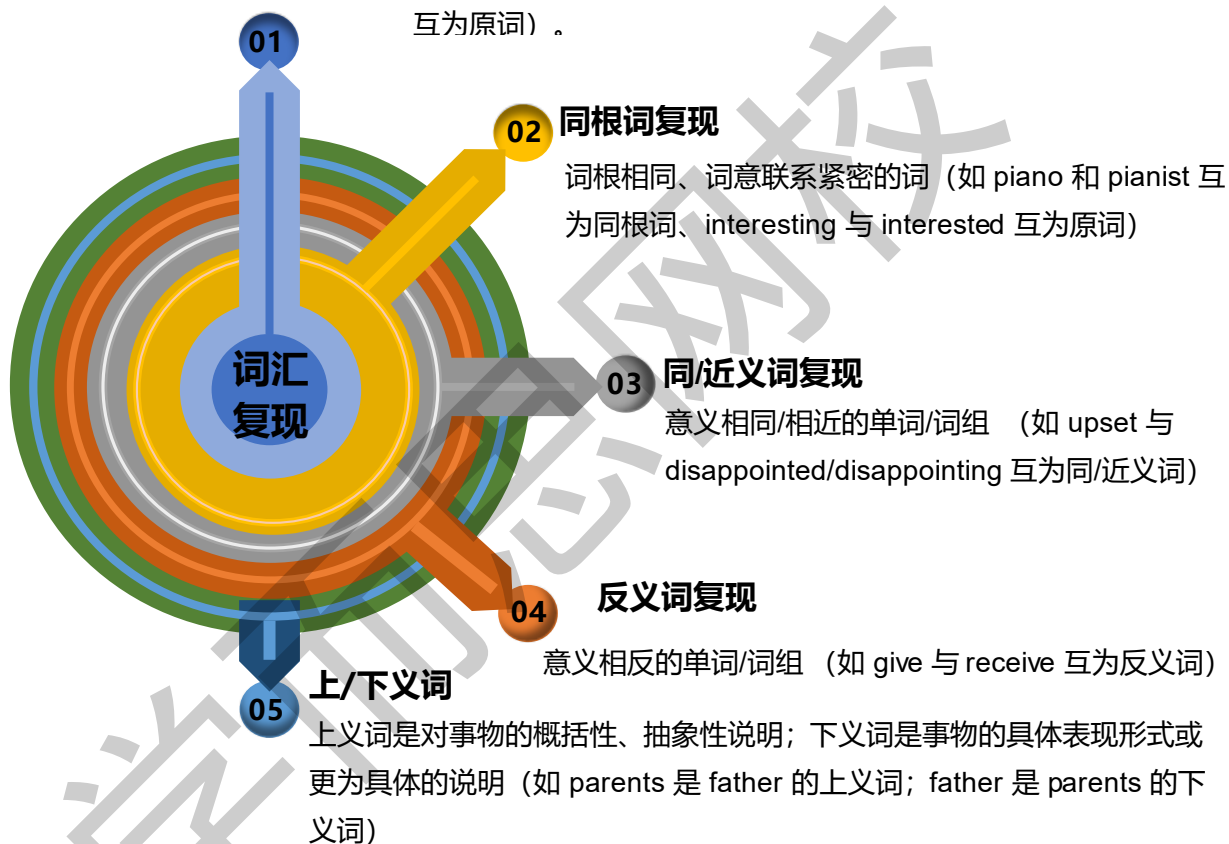 互为原词）。
01
02
同根词复现
词根相同、词意联系紧密的词（如 piano 和 pianist 互
为同根词、interesting 与 interested 互为原词）
词汇
复现
03
同/近义词复现
意义相同/相近的单词/词组 （如 upset 与
disappointed/disappointing 互为同/近义词）
04
反义词复现
意义相反的单词/词组 （如 give 与 receive 互为反义词）
05
上/下义词
上义词是对事物的概括性、抽象性说明；下义词是事物的具体表现形式或
更为具体的说明（如 parents 是 father 的上义词；father 是 parents 的下
义词）
学而思网校